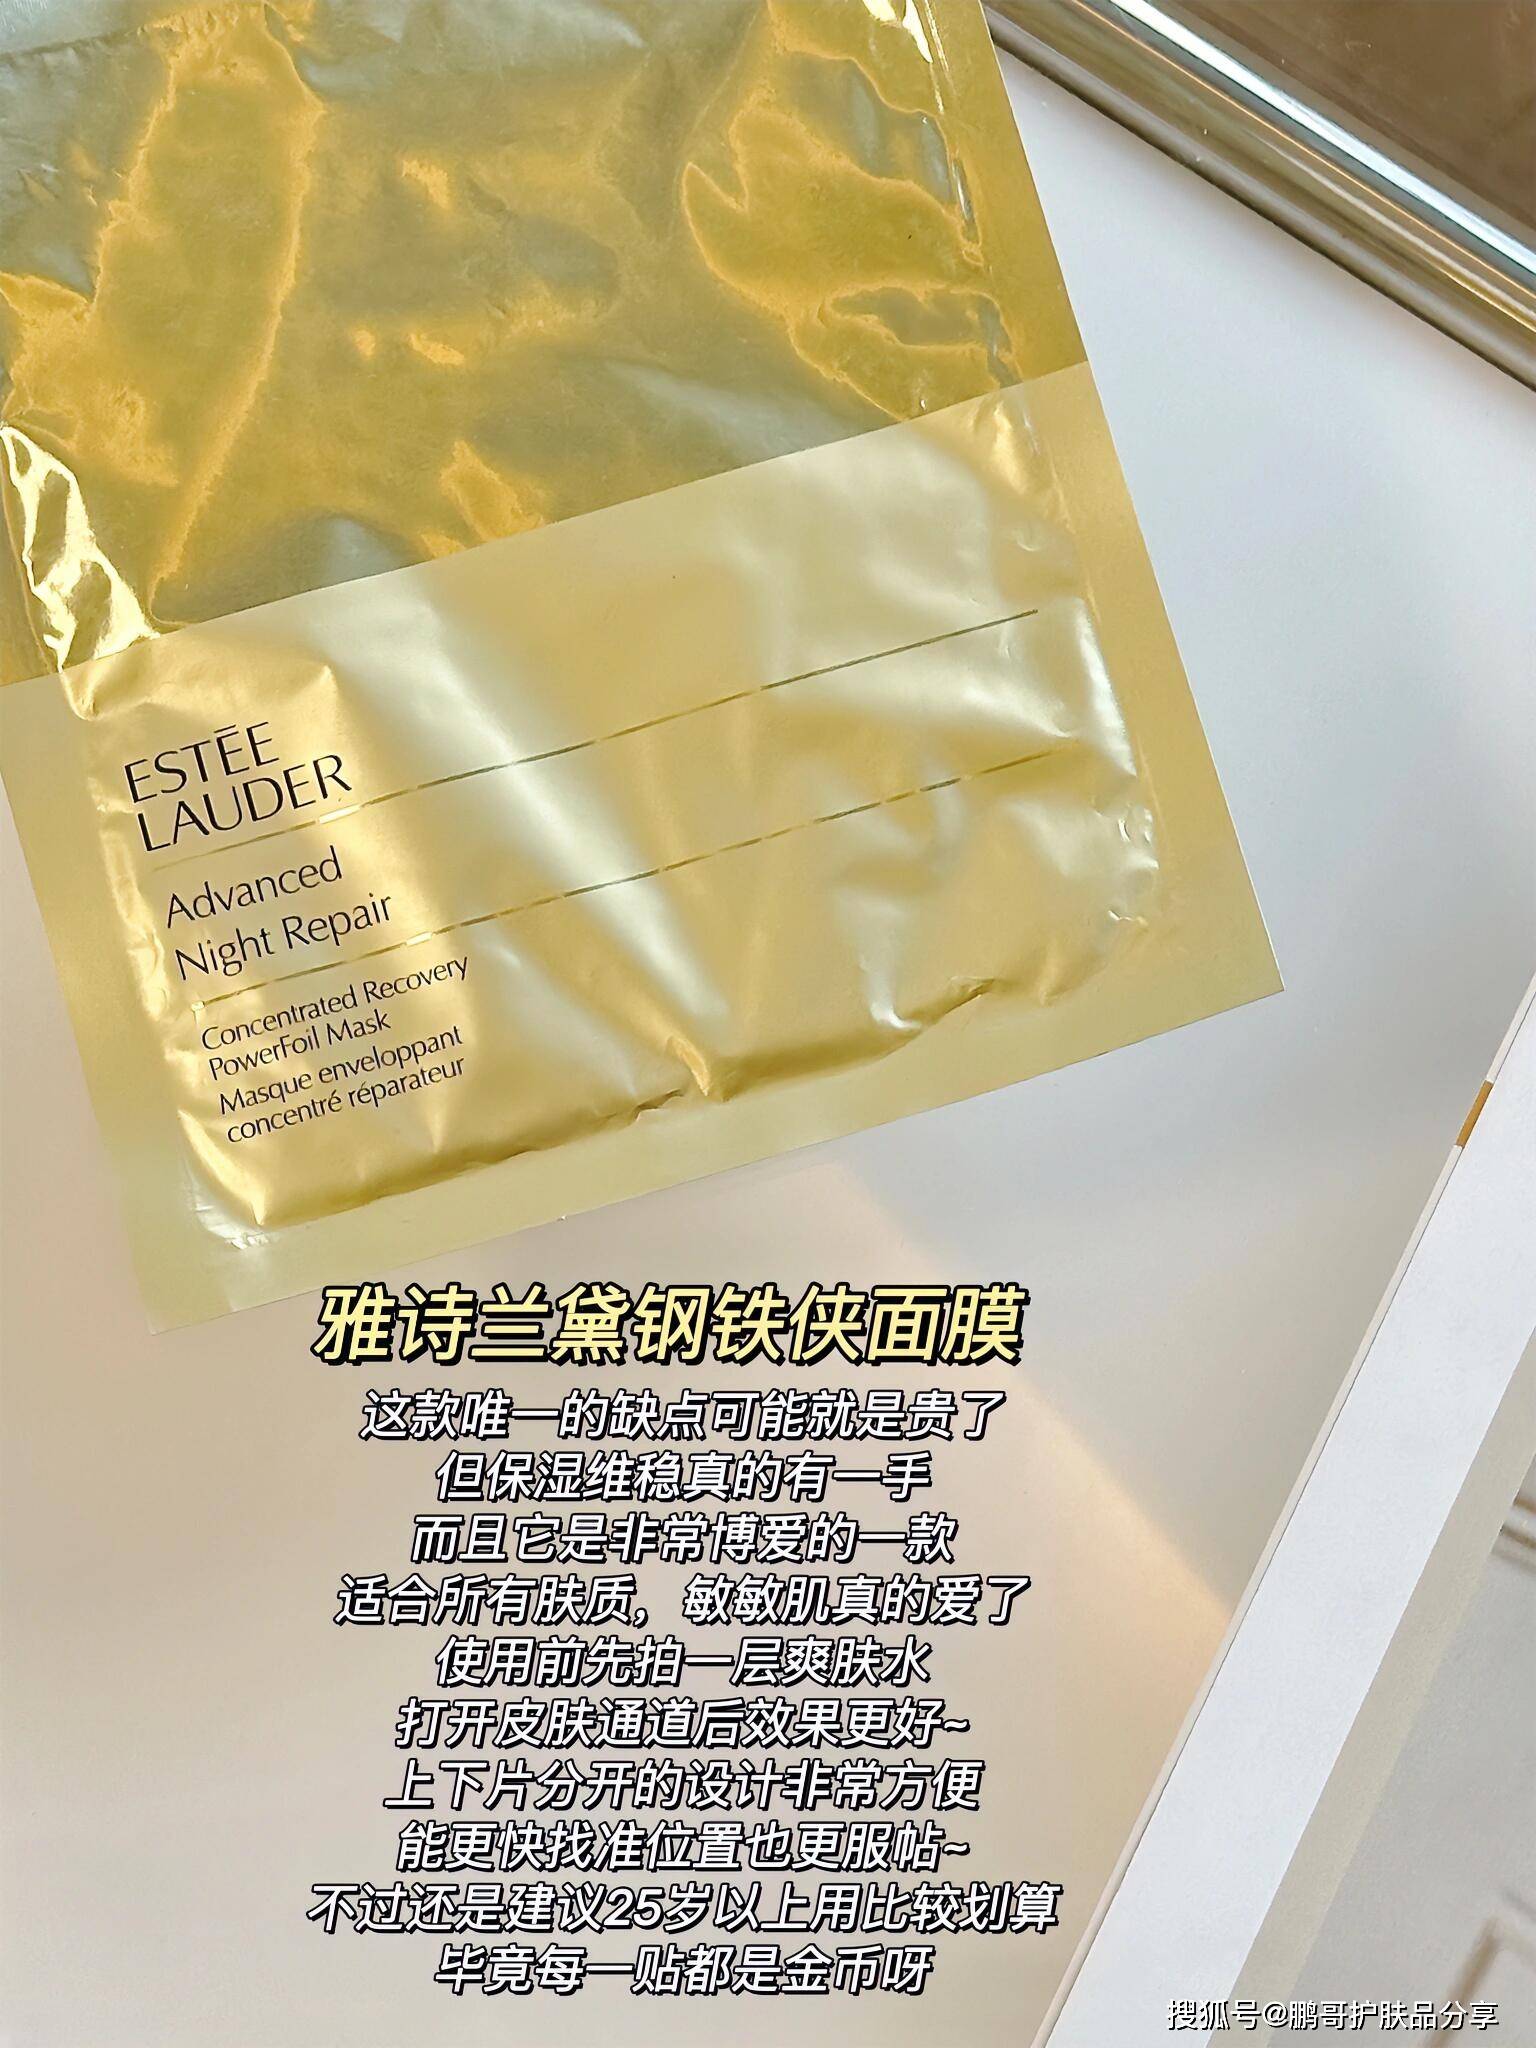 ESTĒE
LAUDER
Advanced
Night Repair
Concentrated Recovery
PowerFoil Mask
Masque enveloppant
concentré réparateur
雅诗兰黛钢铁侠面膜
这款唯一的缺点可能就是贵了
但保湿维稳真的有一手
而且它是非常博爱的一款
适合所有肤质，敏敏肌真的爱了
使用前先拍一层爽肤水
打开皮肤通道后效果更好~
上下片分开的设计非常方便
能更快找准位置也更服帖~
不过还是建议25岁以上用比较划算
毕竟每一贴都是金币呀
搜狐号@鹏哥护肤品分享